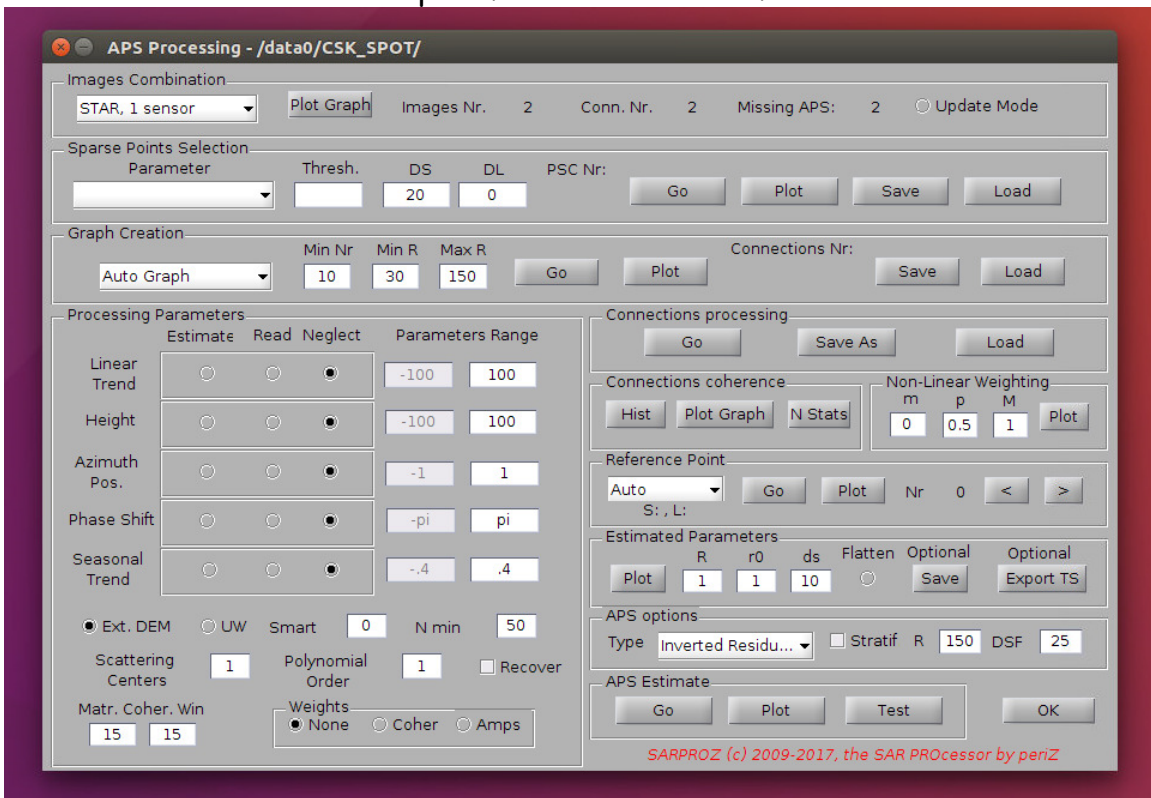 APS Processing - /data0/CSK_SPOT/
Images Combination
STAR, 1 sensor Plot Graph Images Nr. 2 Conn. Nr. 2 Missing APS: 2 Update Mode
Sparse Points Selection
Parameter Thresh. DS DL PSC Nr:
20 0 Go Plot Save Load
Graph Creation
Min Nr Min R Max R Connections Nr:
Auto Graph 10 30 150 Go Plot Save Load
Processing Parameters
Estimate Read Neglect Parameters Range
Linear
Trend
-100 100
Height -100 100
Azimuth
Pos.
-1 1
Phase Shift -pi pi
Seasonal
Trend
-.4 .4
Ext. DEM UW Smart 0 N min 50
Scattering
Centers
1
Polynomial
Order
1 Recover
Matr. Coher. Win
15 15
Weights
None Coher Amps
Connections processing
Go Save As Load
Connections coherence
Hist Plot Graph N Stats
Non-Linear Weighting
m p M
0 0.5 1 Plot
Reference Point
Auto Go Plot Nr 0 < >
S: , L:
Estimated Parameters
R r0 ds Flatten Optional Optional
Plot 1 1 10 Save Export TS
APS options
Type Inverted Residu... Stratif R 150 DSF 25
APS Estimate
Go Plot Test OK
SARPROZ (c) 2009-2017, the SAR PROcessor by periZ